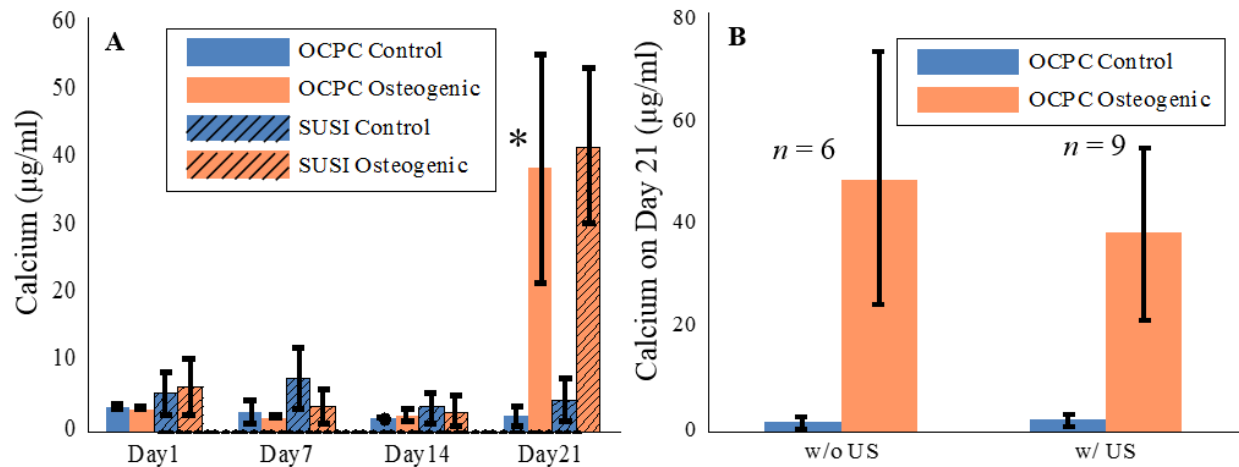 A
OCPC Control
OCPC Osteogenic
SUSI Control
SUSI Osteogenic
Calcium (µg/ml)
60
50
40
30
20
10
0
*
Day1 Day7 Day14 Day21
B
OCPC Control
OCPC Osteogenic
Calcium on Day 21 (µg/ml)
80
60
40
20
0
n = 6
n = 9
w/o US w/ US